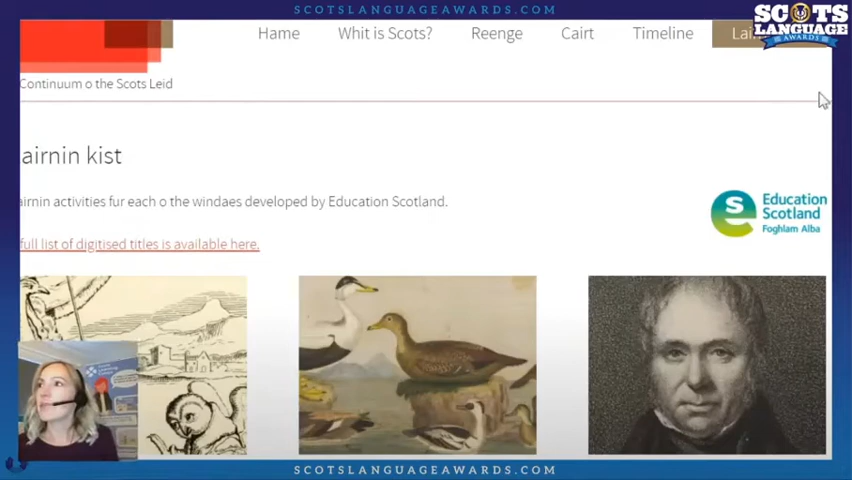 SCOTSLANGUAGEAWARDS.COM
SCOTS
LANGUAGE
AWARDS
Hame
Whit is Scots?
Reenge
Cairt
Timeline
Continuum o the Scots Leid
airnin kist
airnin activities fur each o the windaes developed by Education Scotland.
full list of digitised titles is available here.
Education
Scotland
Foghlam Alba
SCOTSLANGUAGEAWARDS.COM